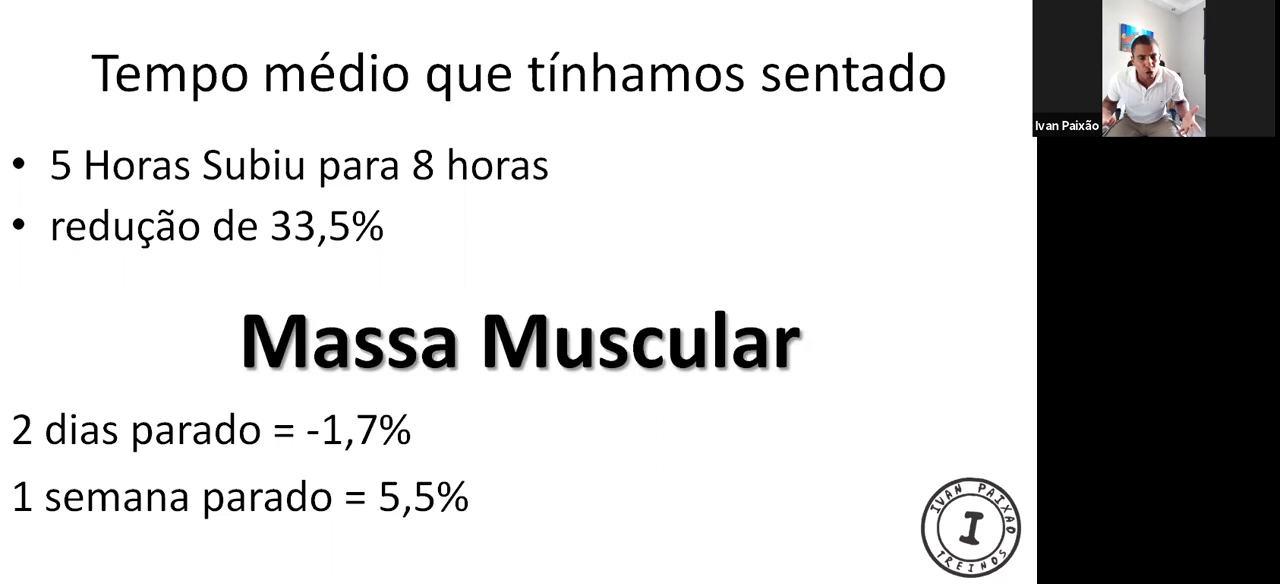 Tempo médio que tínhamos sentado
• 5 Horas Subiu para 8 horas
• redução de 33,5%
Massa Muscular
2 dias parado = -1,7%
1 semana parado = 5,5%
Ivan Paixão
IVAN PAIXAO
I
TREINOS